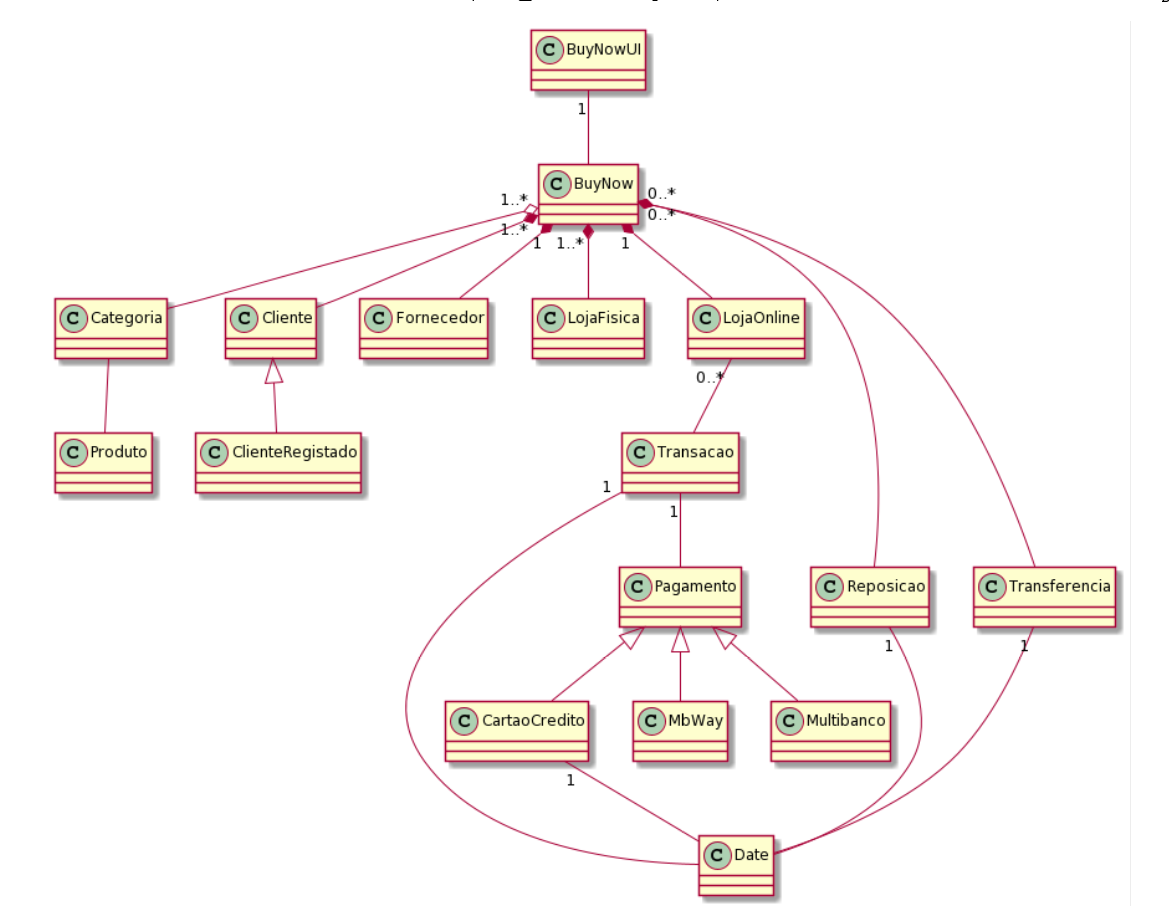 C BuyNowUI
1
C BuyNow
1..*
0..*
0..*
1..*
1
1..*
1
C Categoria
C Cliente
C Fornecedor
C LojaFisica
C LojaOnline
0..*
C Produto
C ClienteRegistado
C Transacao
1
1
C Pagamento
C Reposicao
C Transferencia
1
1
C CartaoCredito
C MbWay
C Multibanco
1
C Date